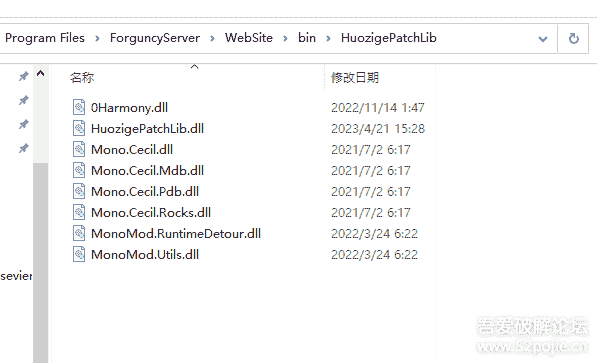 Program Files > ForguncyServer > WebSite > bin > HuozigePatchLib
名称 修改日期
0Harmony.dll 2022/11/14 1:47
HuozigePatchLib.dll 2023/4/21 15:28
Mono.Cecil.dll 2021/7/2 6:17
Mono.Cecil.Mdb.dll 2021/7/2 6:17
Mono.Cecil.Pdb.dll 2021/7/2 6:17
Mono.Cecil.Rocks.dll 2021/7/2 6:17
MonoMod.RuntimeDetour.dll 2022/3/24 6:22
MonoMod.Utils.dll 2022/3/24 6:22
sevier
吾爱破解论坛
www.52pojie.cn